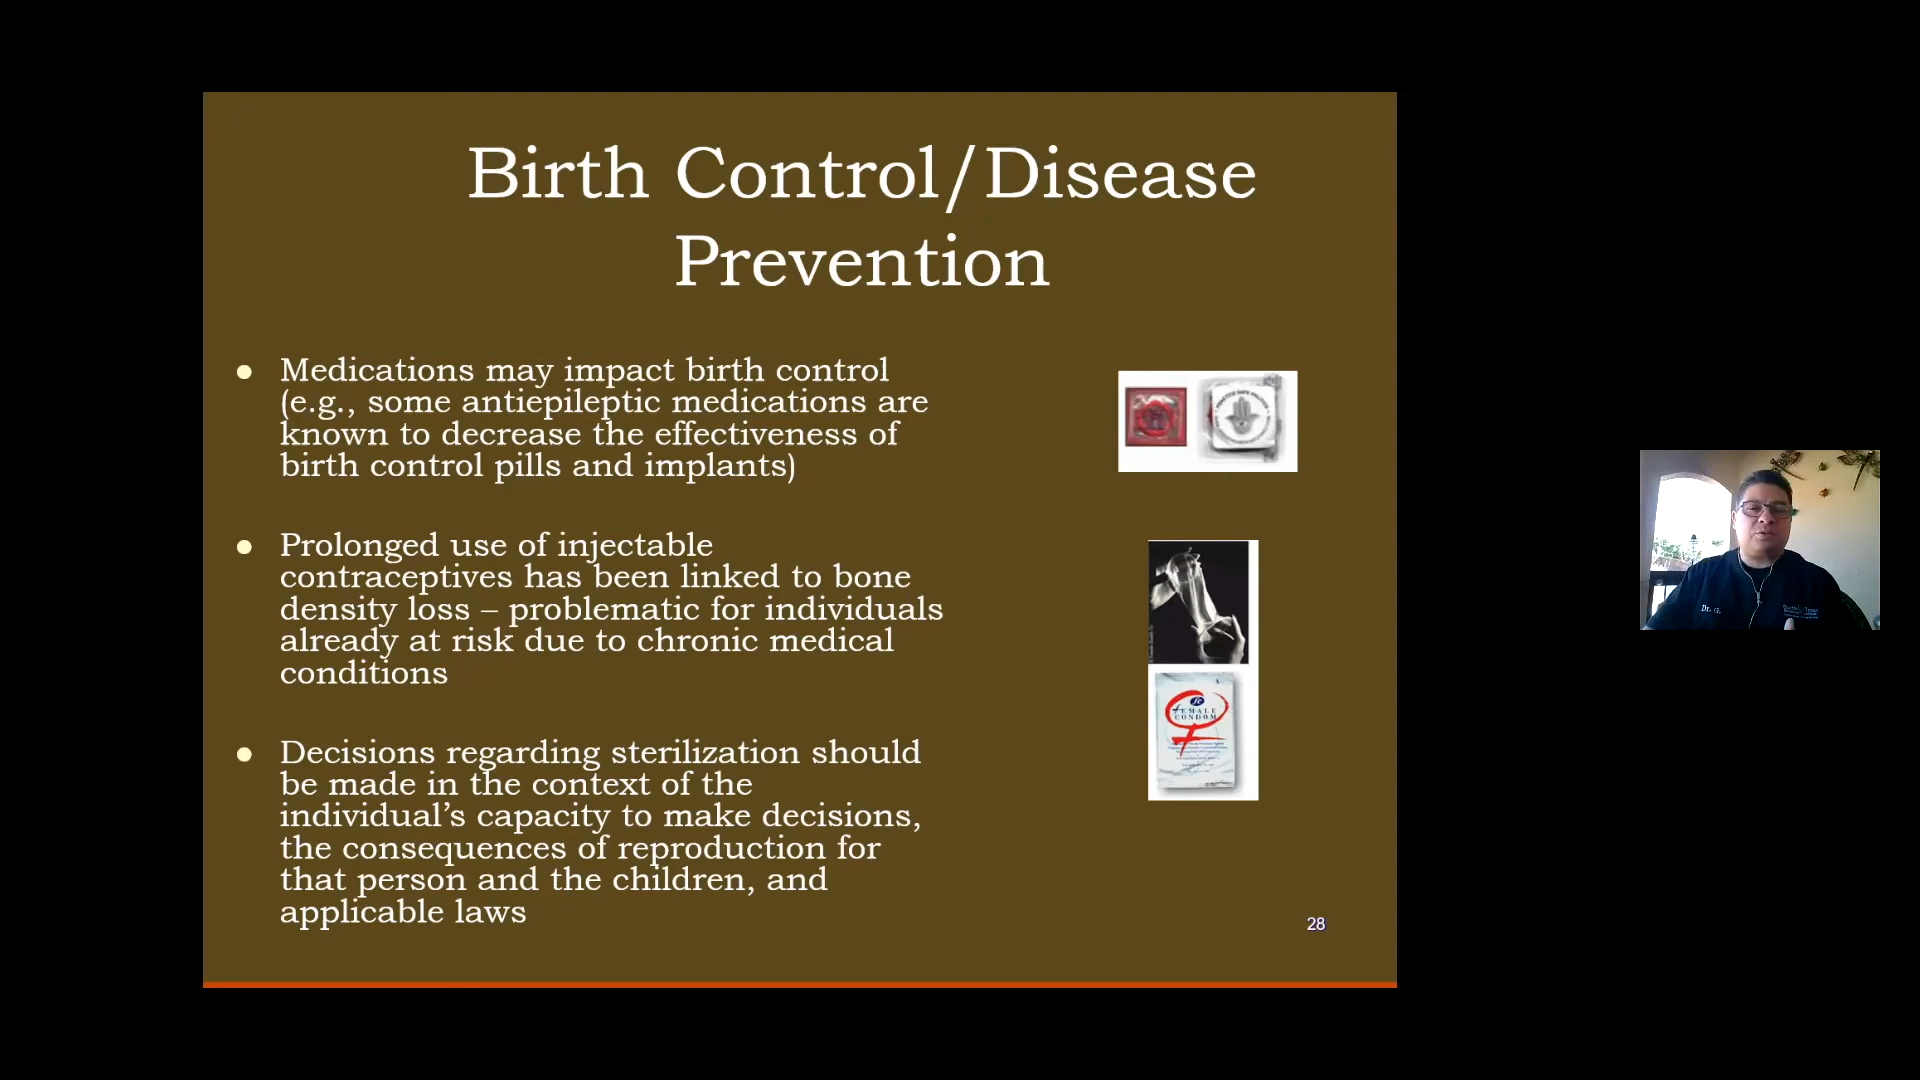 Birth Control/Disease
Prevention
● Medications may impact birth control
(e.g., some antiepileptic medications are
known to decrease the effectiveness of
birth control pills and implants)
● Prolonged use of injectable
contraceptives has been linked to bone
density loss – problematic for individuals
already at risk due to chronic medical
conditions
● Decisions regarding sterilization should
be made in the context of the
individual’s capacity to make decisions,
the consequences of reproduction for
that person and the children, and
applicable laws
FEMALE
CONDOM
28
Dr. G.